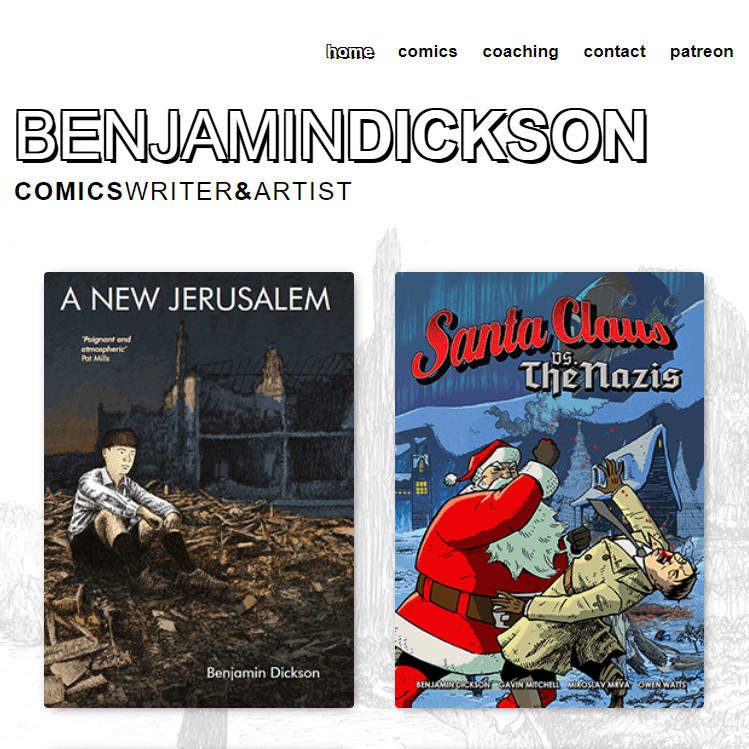 home comics coaching contact patreon
BENJAMINDICKSON
COMICSWRITER&ARTIST
A NEW JERUSALEM
'Poignant and
atmospheric'
Pat Mills
Benjamin Dickson
Santa Claus
vs.
The Nazis
BENJAMIN DICKSON GAVIN MITCHELL MIROSLAV MRVA OWEN WATTS